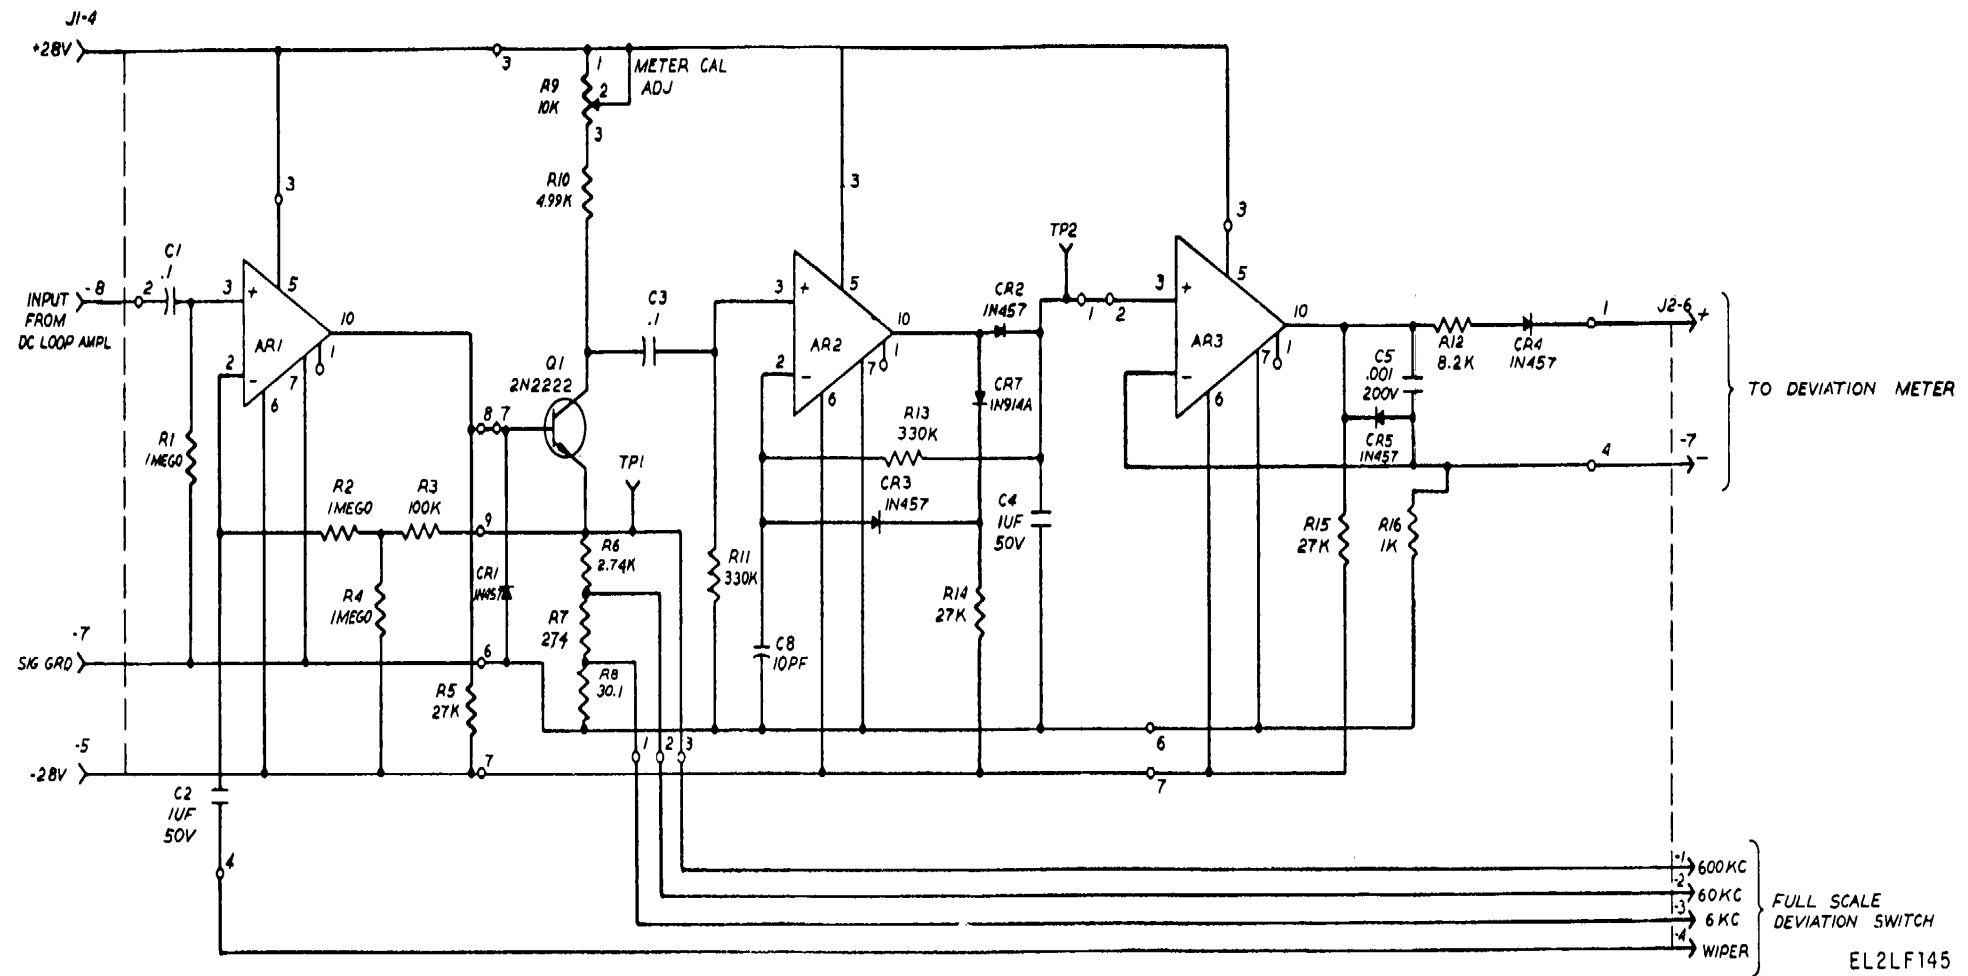 J1-4
+28V
3
1
METER CAL
ADJ
R9
10K
2
3
3
R10
4.99K
3
3
C1
.1
-8
INPUT
FROM
DC LOOP AMPL
2
3
+
5
10
AR1
1
2
-
7
6
R1
1MEGO
Q1
2N2222
8
7
C3
.1
3
+
5
10
AR2
1
2
-
7
6
CR2
1N457
TP2
1
2
CR7
1N914A
R13
330K
CR3
1N457
C4
1UF
50V
3
+
5
10
AR3
1
-
7
6
R12
8.2K
CR4
1N457
1
J2-6
+
C5
.001
200V
CR5
1N457
4
-7
-
TO DEVIATION METER
R2
1MEGO
R3
100K
9
TP1
R6
2.74K
R4
1MEGO
CR1
1N457
R7
274
R8
30.1
R11
330K
C8
10PF
R14
27K
R15
27K
R16
1K
-7
SIG GRD
6
R5
27K
-5
-28V
7
1
2
3
6
7
C2
1UF
50V
4
-1
600KC
-2
60KC
-3
6KC
-4
WIPER
FULL SCALE
DEVIATION SWITCH
EL2LF145